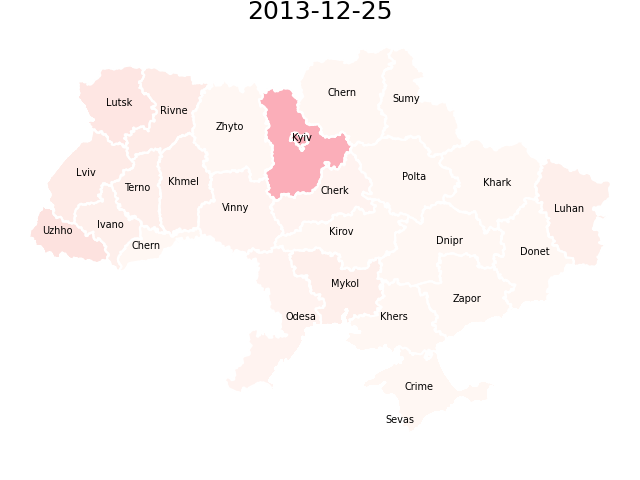 2013-12-25
Chern
Sumy
Lutsk
Rivne
Zhyto
Kyiv
Lviv
Terno
Khmel
Polta
Khark
Cherk
Vinny
Luhan
Uzhho
Ivano
Chern
Kirov
Dnipr
Donet
Mykol
Zapor
Odesa
Khers
Crime
Sevas